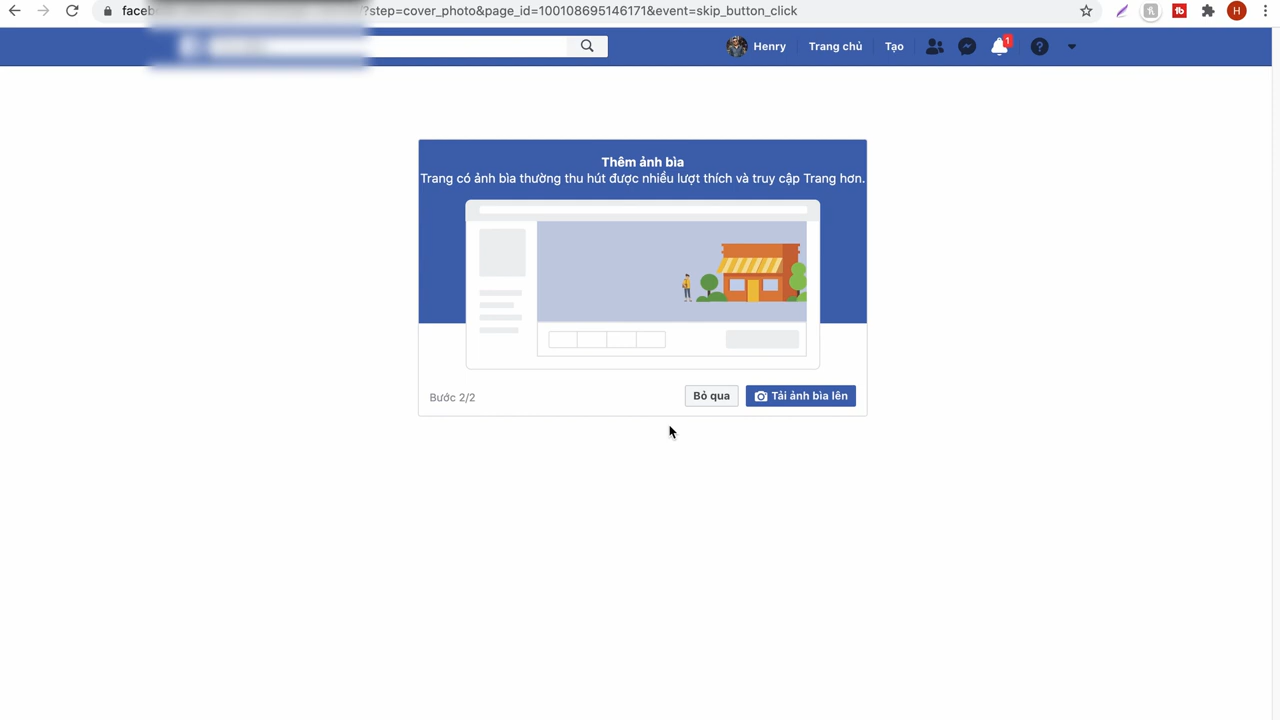 faceb
/?step=cover_photo&page_id=100108695146171&event=skip_button_click
H
Henry
Trang chủ
Tạo
1
Thêm ảnh bìa
Trang có ảnh bìa thường thu hút được nhiều lượt thích và truy cập Trang hơn.
Bước 2/2
Bỏ qua
Tải ảnh bìa lên